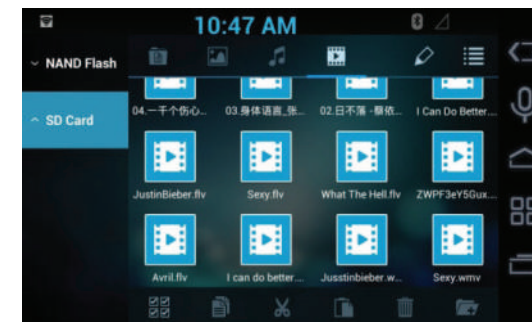 10:47 AM
NAND Flash
SD Card
04.一千个伤心... 03.身体语言_张... 02.日不落 -蔡依... I Can Do Better...
JustinBieber.flv Sexy.flv What The Hell.flv ZWPF3eY5Gux...
Avril.flv I can do better... Jusstinbieber.w... Sexy.wmv